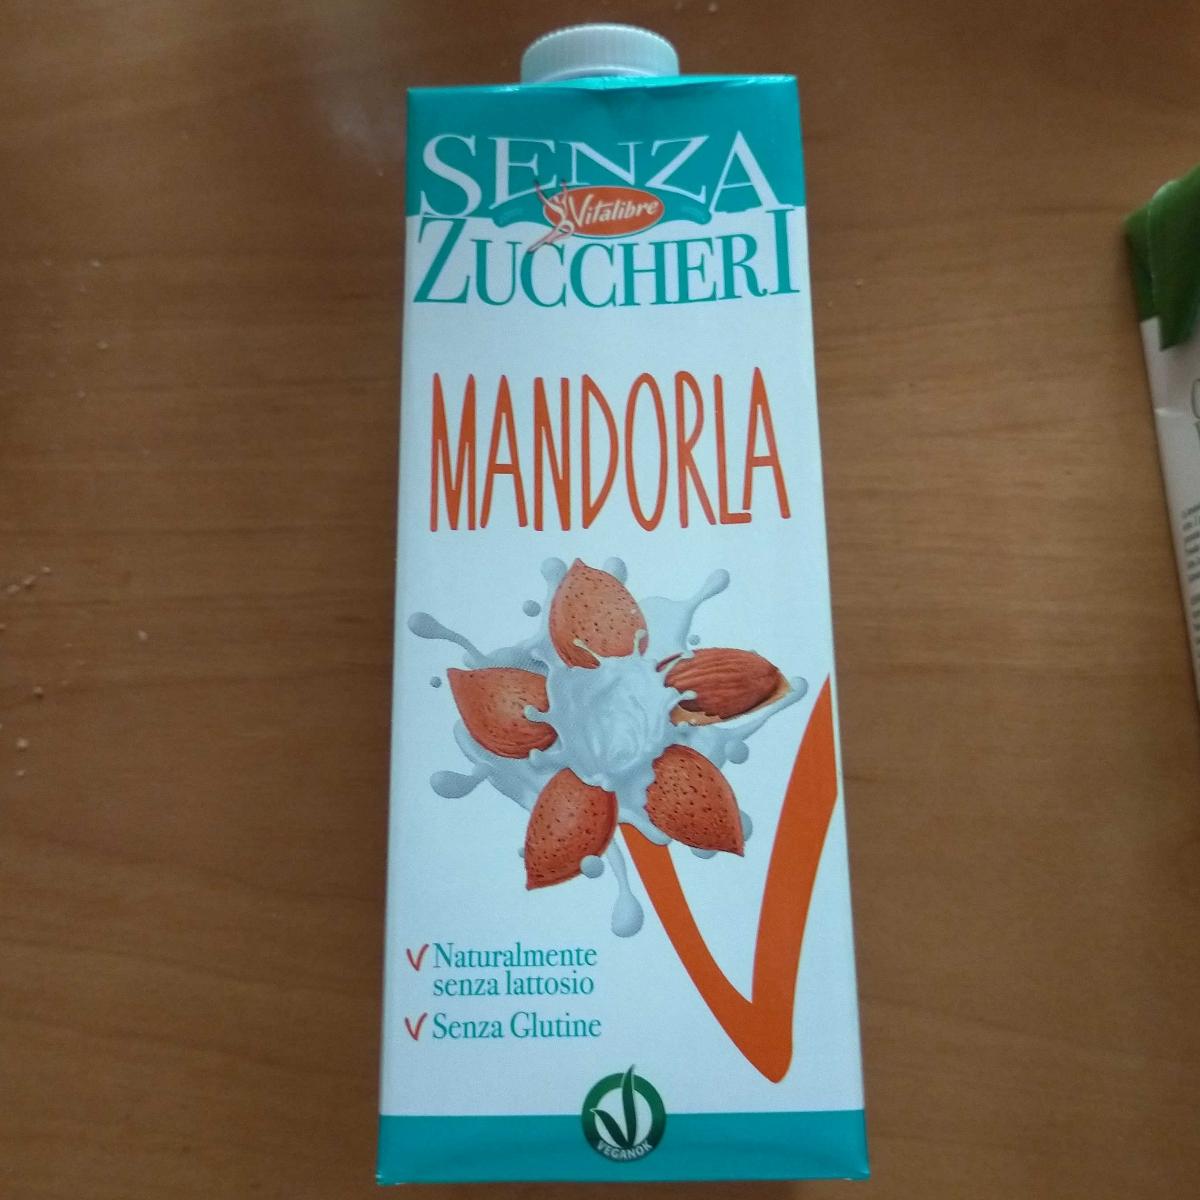 SENZA
Vitalibre
ZUCCHERI
MANDORLA
Naturalmente
senza lattosio
Senza Glutine
VEGANOK